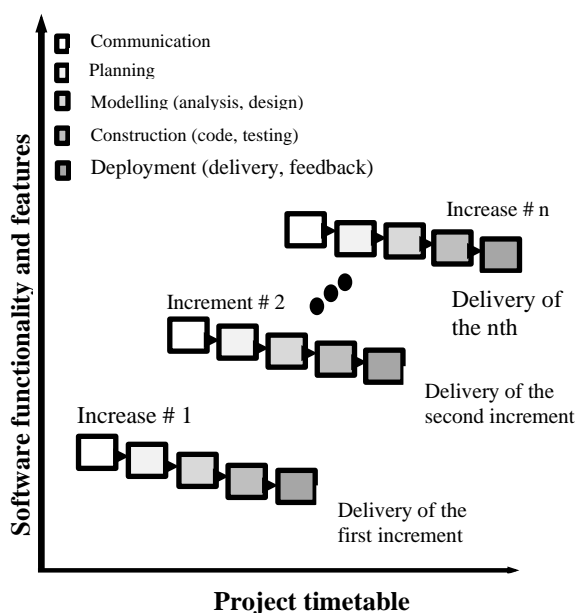 Communication
Planning
Modelling (analysis, design)
Construction (code, testing)
Deployment (delivery, feedback)
Increase # n
Delivery of
the nth
Increment # 2
Delivery of the
second increment
Increase # 1
Delivery of the
first increment
Software functionality and features
Project timetable